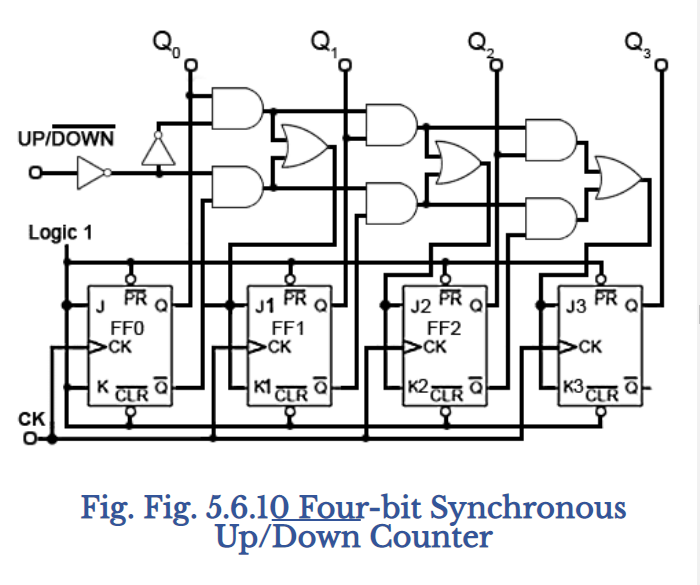 Q0 Q1 Q2 Q3
UP/DOWN
Logic 1
J PR Q J1 PR Q J2 PR Q J3 PR Q
FF0 FF1 FF2
CK CK CK CK
K CLR Q K1 CLR Q K2 CLR Q K3 CLR Q
CK
Fig. Fig. 5.6.10 Four-bit Synchronous
Up/Down Counter